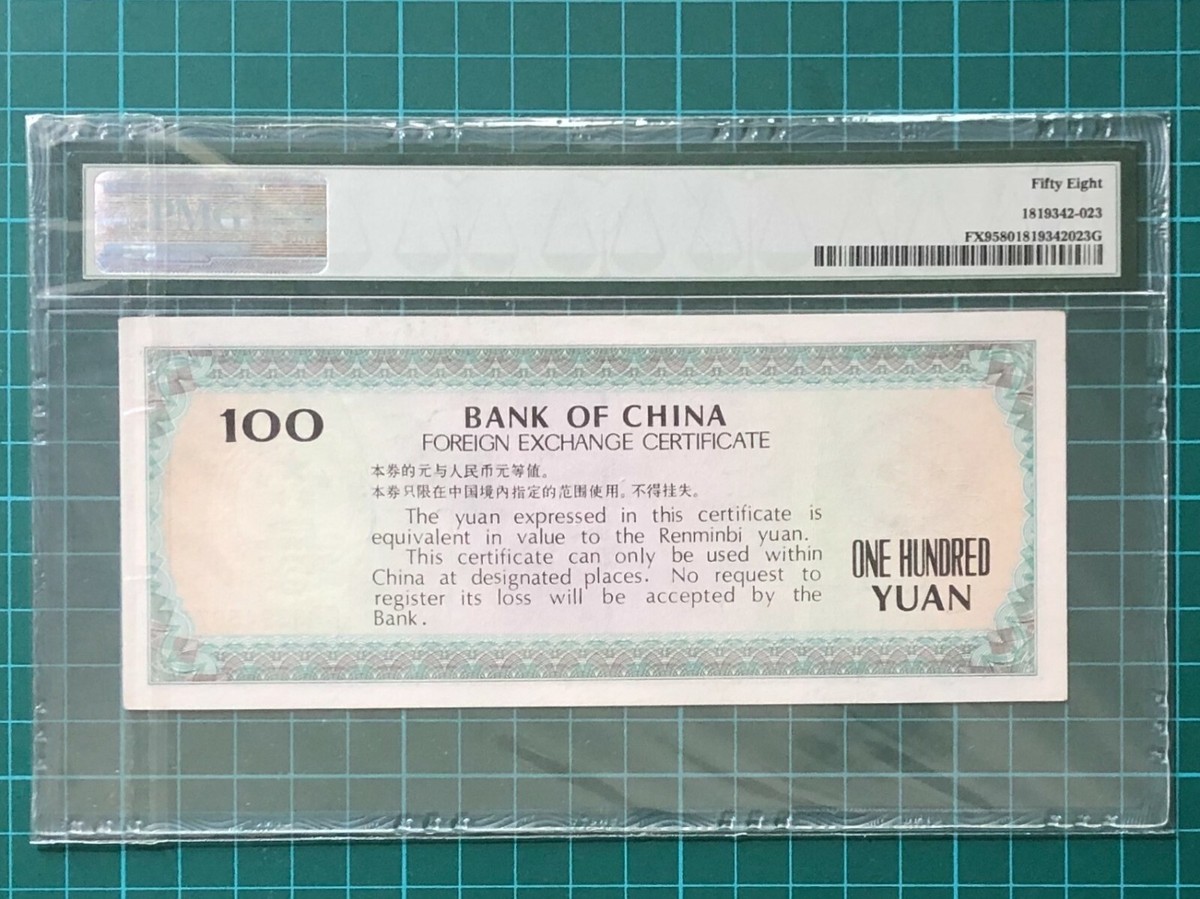 PMG
Fifty Eight
1819342-023
FX95801819342023G
100
BANK OF CHINA
FOREIGN EXCHANGE CERTIFICATE
本券的元与人民币元等值。
本券只限在中国境内指定的范围使用。不得挂失。
The yuan expressed in this certificate is
equivalent in value to the Renminbi yuan.
This certificate can only be used within
China at designated places. No request to
register its loss will be accepted by the
Bank.
ONE HUNDRED
YUAN